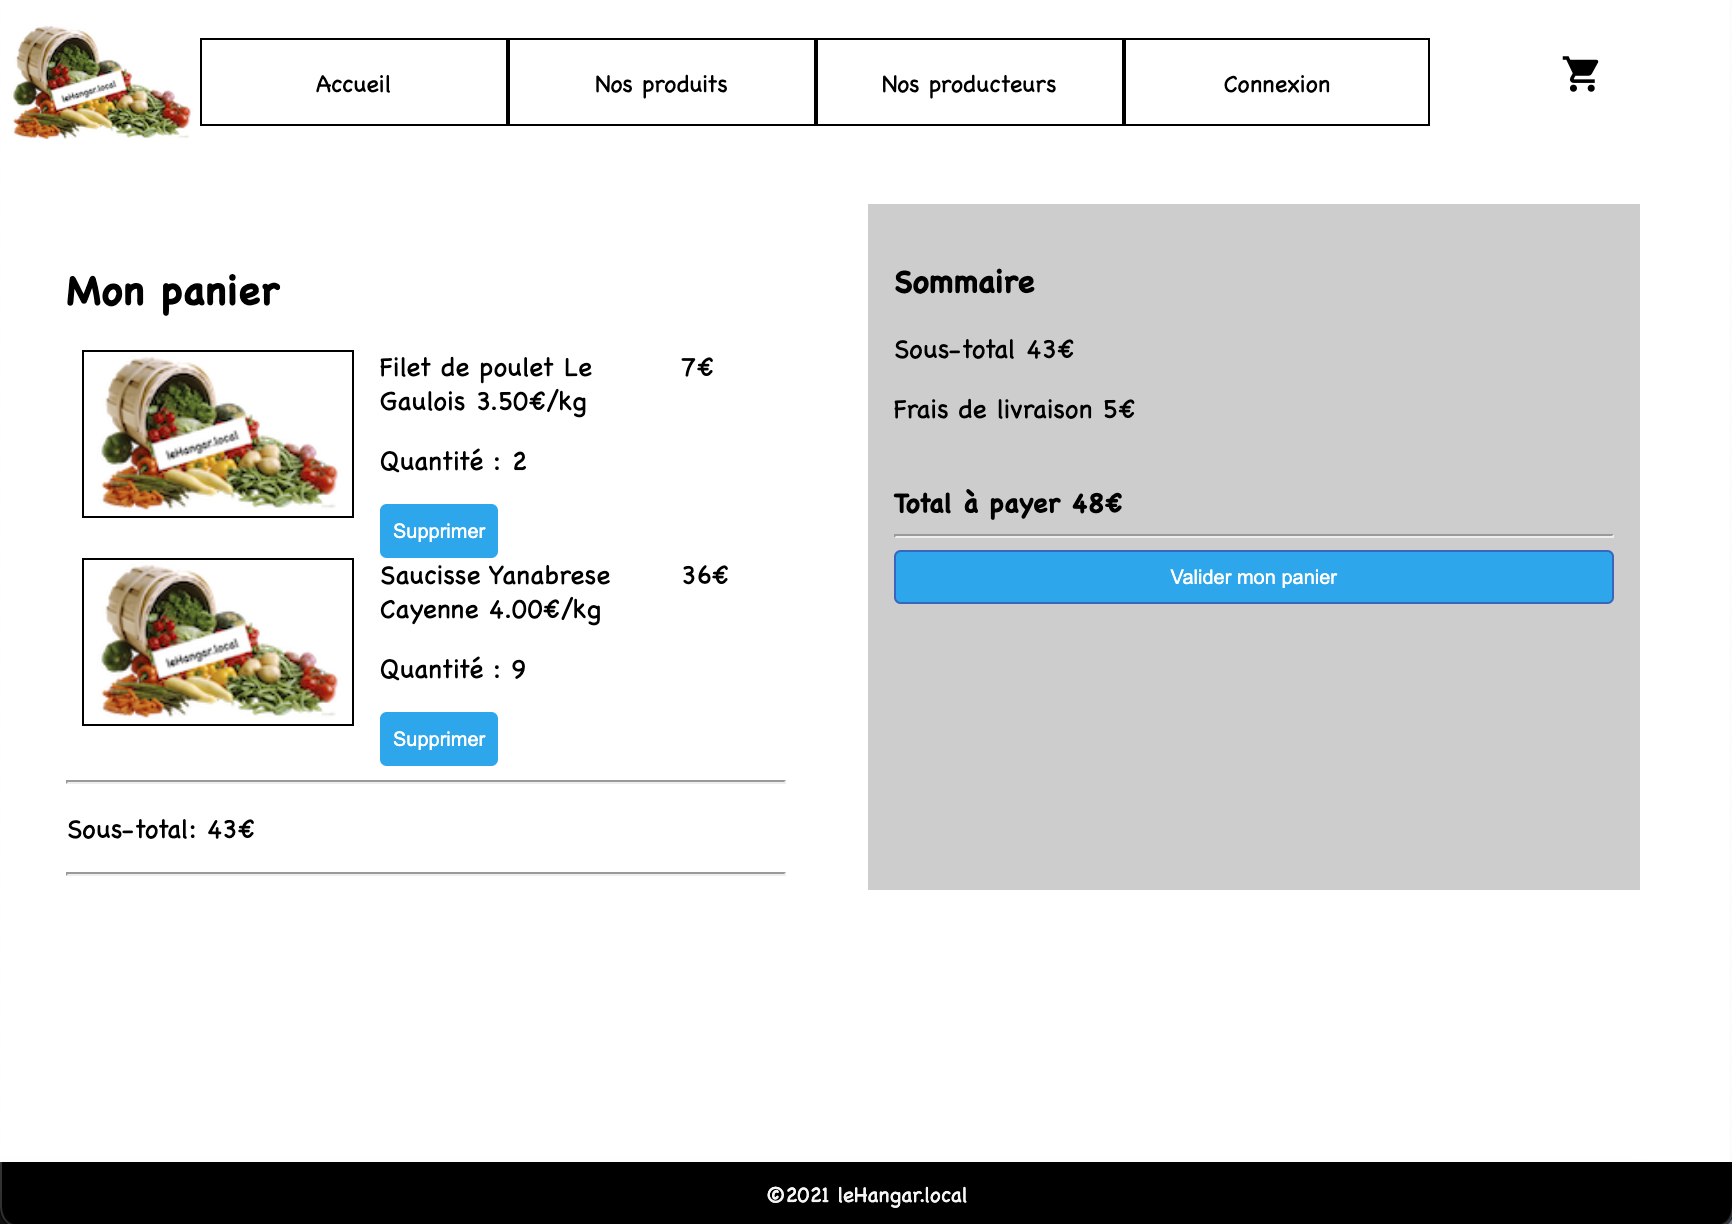 leHangar.local
Accueil
Nos produits
Nos producteurs
Connexion
Mon panier
leHangar.local
Filet de poulet Le
Gaulois 3.50€/kg
7€
Quantité : 2
Supprimer
leHangar.local
Saucisse Yanabrese
Cayenne 4.00€/kg
36€
Quantité : 9
Supprimer
Sous-total: 43€
Sommaire
Sous-total 43€
Frais de livraison 5€
Total à payer 48€
Valider mon panier
©2021 leHangar.local